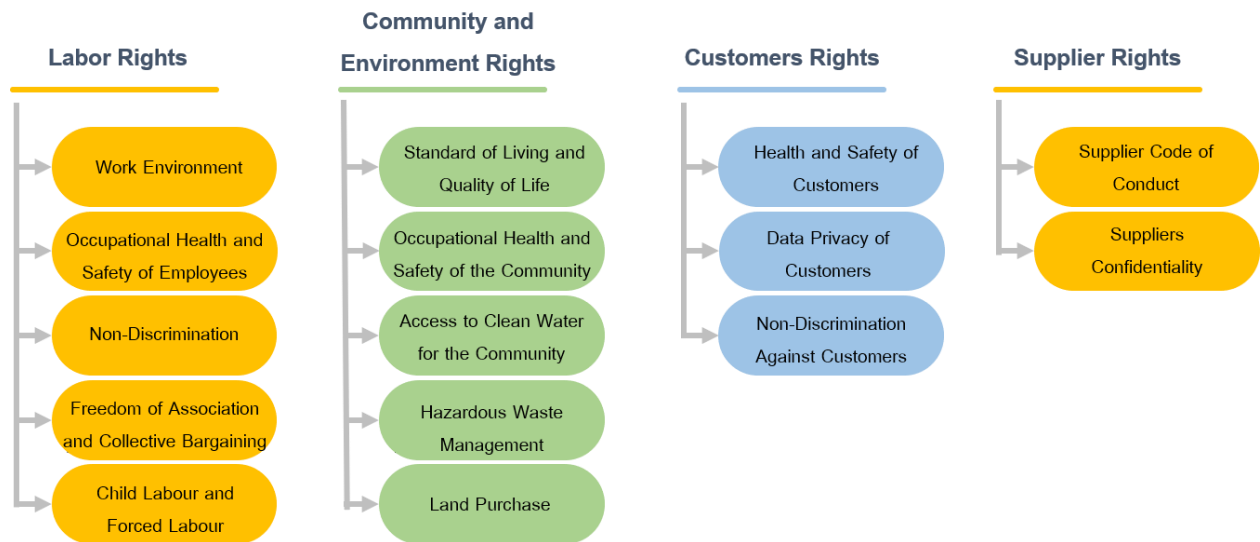 Labor Rights
Work Environment
Occupational Health and
Safety of Employees
Non-Discrimination
Freedom of Association
and Collective Bargaining
Child Labour and
Forced Labour
Community and
Environment Rights
Standard of Living and
Quality of Life
Occupational Health and
Safety of the Community
Access to Clean Water
for the Community
Hazardous Waste
Management
Land Purchase
Customers Rights
Health and Safety of
Customers
Data Privacy of
Customers
Non-Discrimination
Against Customers
Supplier Rights
Supplier Code of
Conduct
Suppliers
Confidentiality